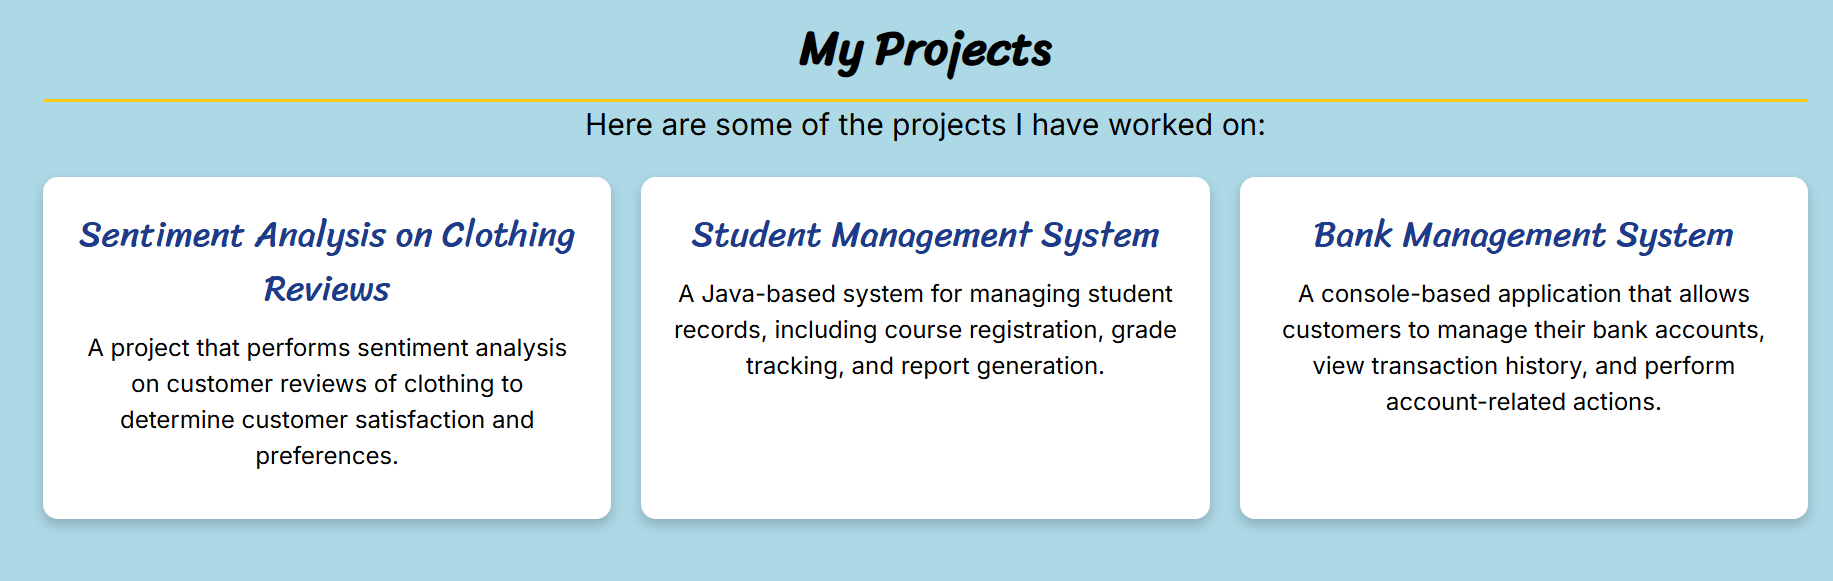 My Projects
Here are some of the projects I have worked on:
Sentiment Analysis on Clothing
Reviews
A project that performs sentiment analysis
on customer reviews of clothing to
determine customer satisfaction and
preferences.
Student Management System
A Java-based system for managing student
records, including course registration, grade
tracking, and report generation.
Bank Management System
A console-based application that allows
customers to manage their bank accounts,
view transaction history, and perform
account-related actions.